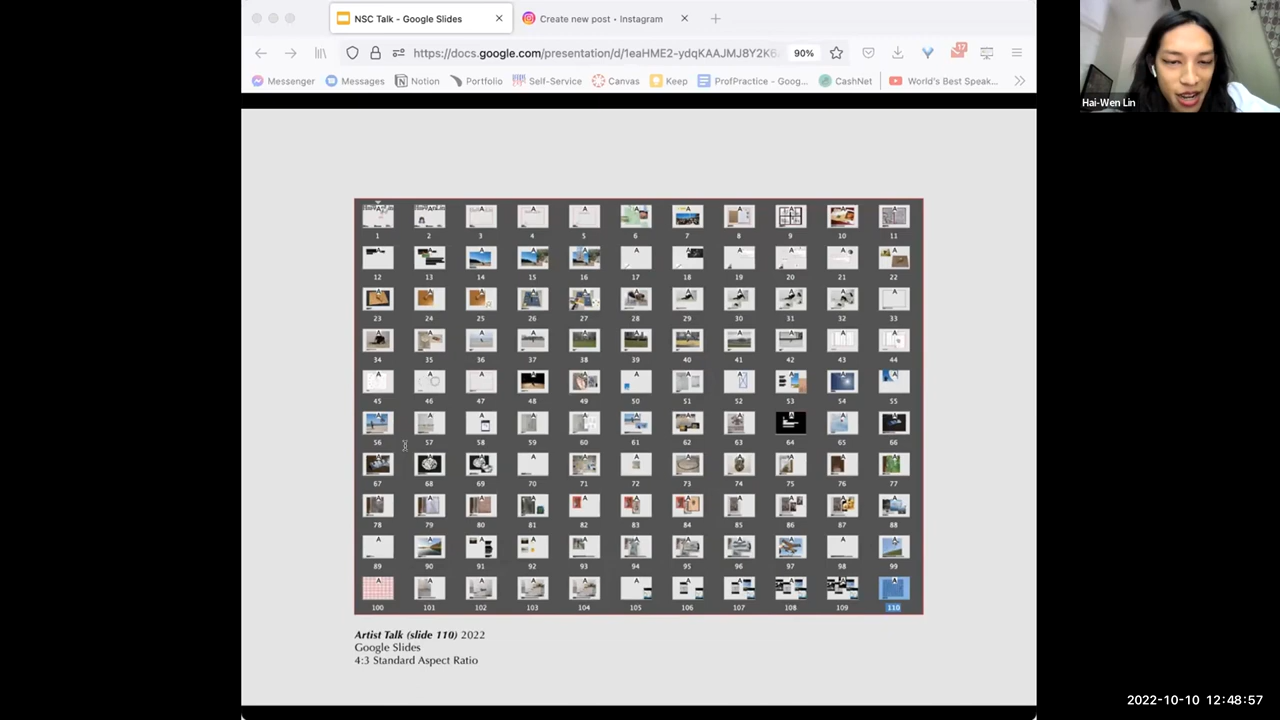 NSC Talk - Google Slides
Create new post • Instagram
https://docs.google.com/presentation/d/1eaHME2-ydqKAAJMJ8Y2K6
90%
17
Messenger
Messages
Notion
Portfolio
Self-Service
Canvas
Keep
ProfPractice - Goog...
CashNet
World's Best Speak...
Hai-Wen Lin
1 2 3 4 5 6 7 8 9 10 11
12 13 14 15 16 17 18 19 20 21 22
23 24 25 26 27 28 29 30 31 32 33
34 35 36 37 38 39 40 41 42 43 44
45 46 47 48 49 50 51 52 53 54 55
56 57 58 59 60 61 62 63 64 65 66
67 68 69 70 71 72 73 74 75 76 77
78 79 80 81 82 83 84 85 86 87 88
89 90 91 92 93 94 95 96 97 98 99
100 101 102 103 104 105 106 107 108 109 110
Artist Talk (slide 110) 2022
Google Slides
4:3 Standard Aspect Ratio
2022-10-10 12:48:57